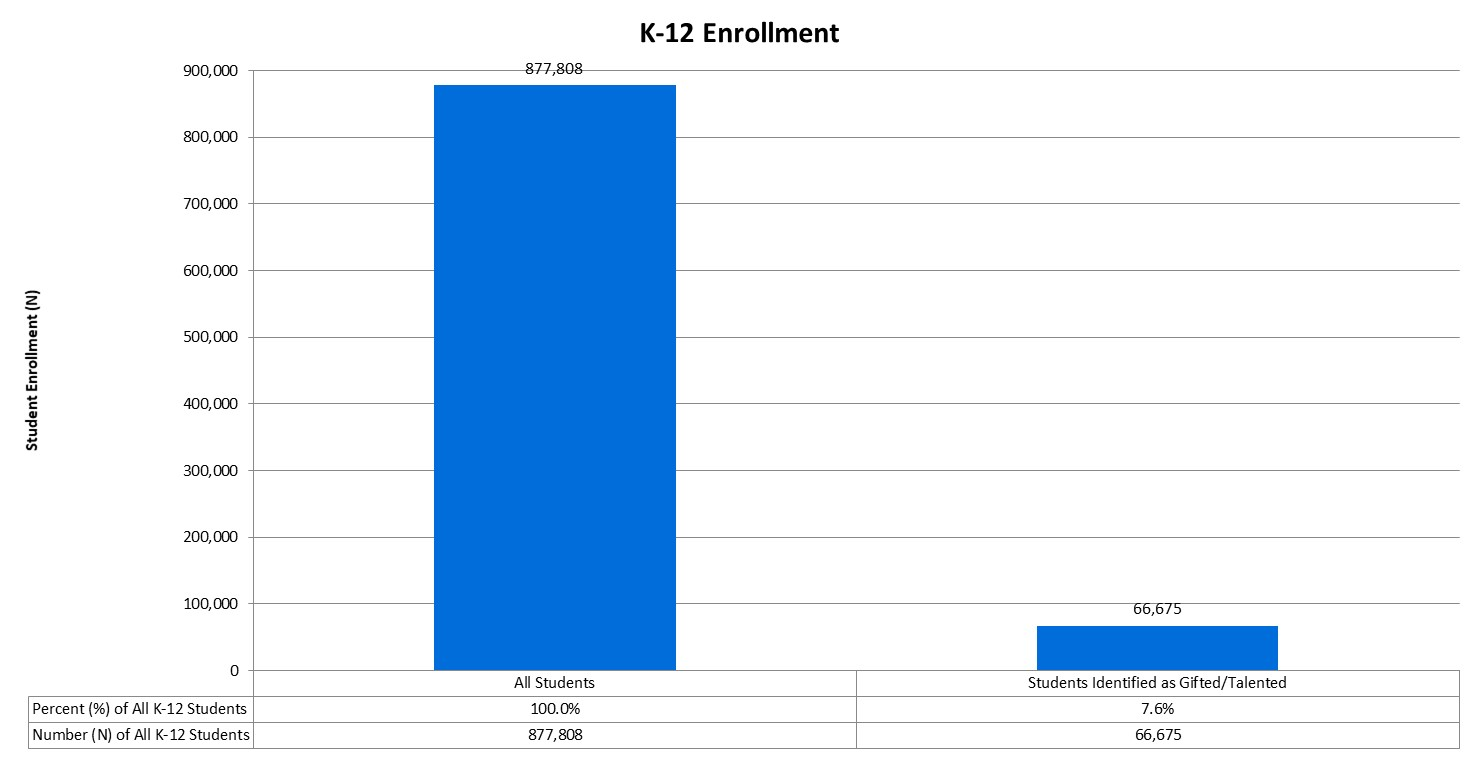 K-12 Enrollment
877,808
900,000
800,000
700,000
600,000
500,000
400,000
300,000
200,000
100,000
0
Student Enrollment (N)
66,675
All Students Students Identified as Gifted/Talented
Percent (%) of All K-12 Students 100.0% 7.6%
Number (N) of All K-12 Students 877,808 66,675